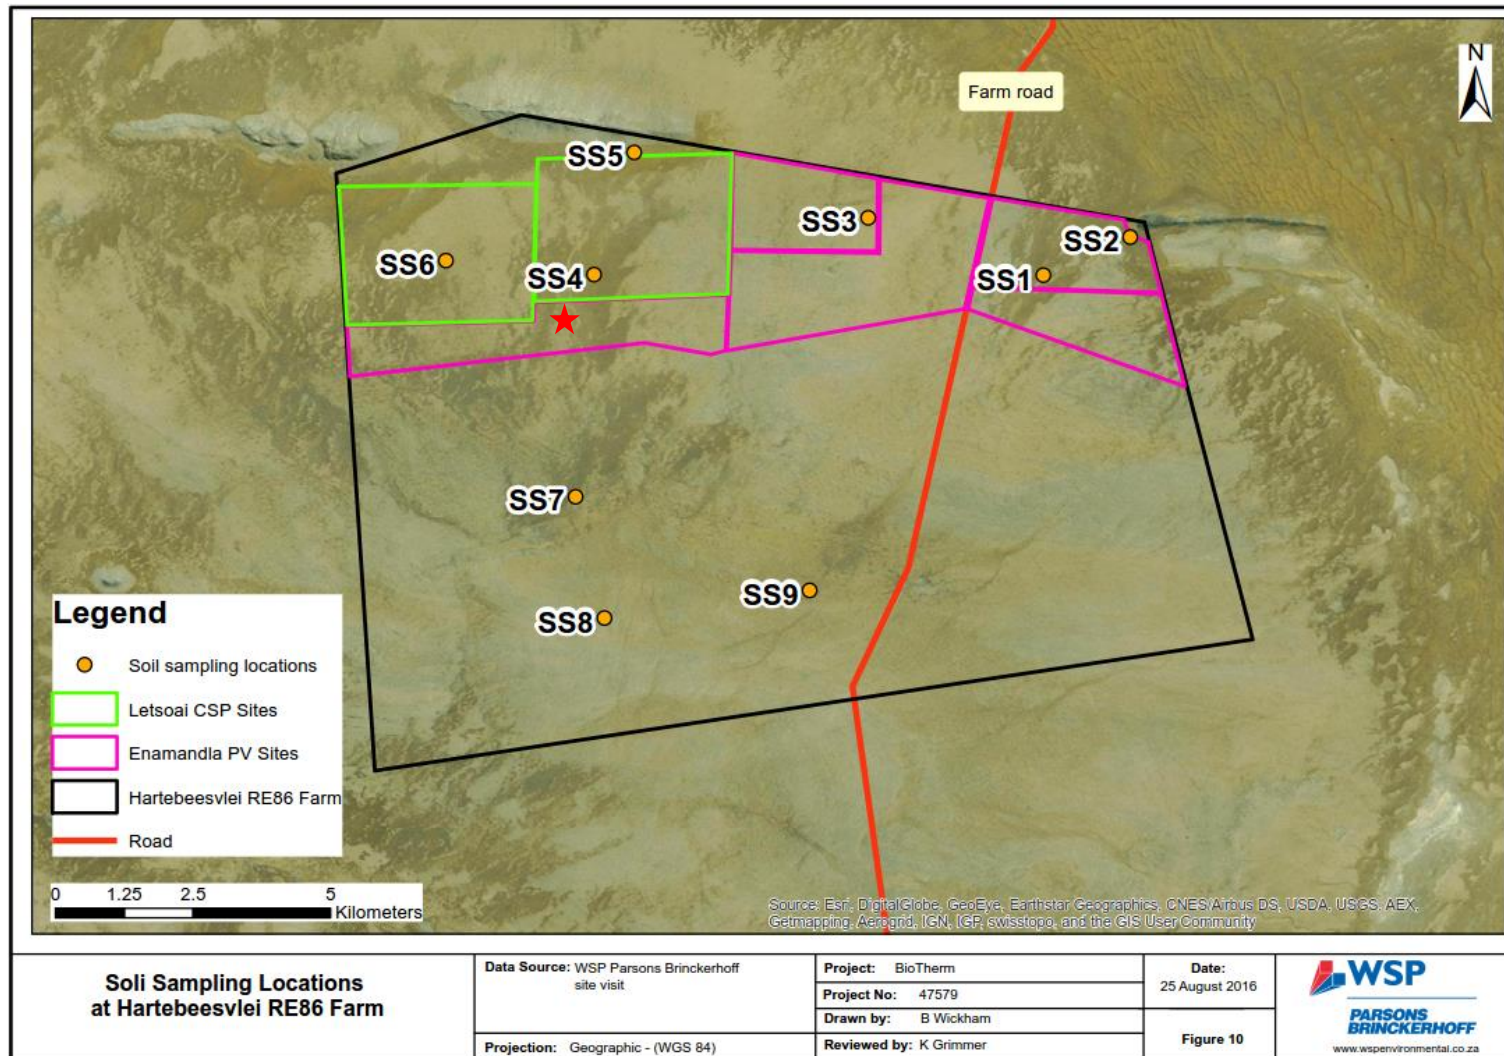 Farm road
N
SS5
SS3
SS2
SS6
SS4
SS1
SS7
SS9
SS8
Legend
Soil sampling locations
Letsoai CSP Sites
Enamandla PV Sites
Hartebeesvlei RE86 Farm
Road
0 1.25 2.5 5
Kilometers
Source: Esri, DigitalGlobe, GeoEye, Earthstar Geographics, CNES/Airbus DS, USDA, USGS, AEX,
Getmapping, Aerogrid, IGN, IGP, swisstopo, and the GIS User Community
Soli Sampling Locations
at Hartebeesvlei RE86 Farm
Data Source: WSP Parsons Brinckerhoff
site visit
Projection: Geographic - (WGS 84)
Project: BioTherm
Project No: 47579
Drawn by: B Wickham
Reviewed by: K Grimmer
Date:
25 August 2016
Figure 10
WSP
PARSONS
BRINCKERHOFF
www.wspenvironmental.co.za